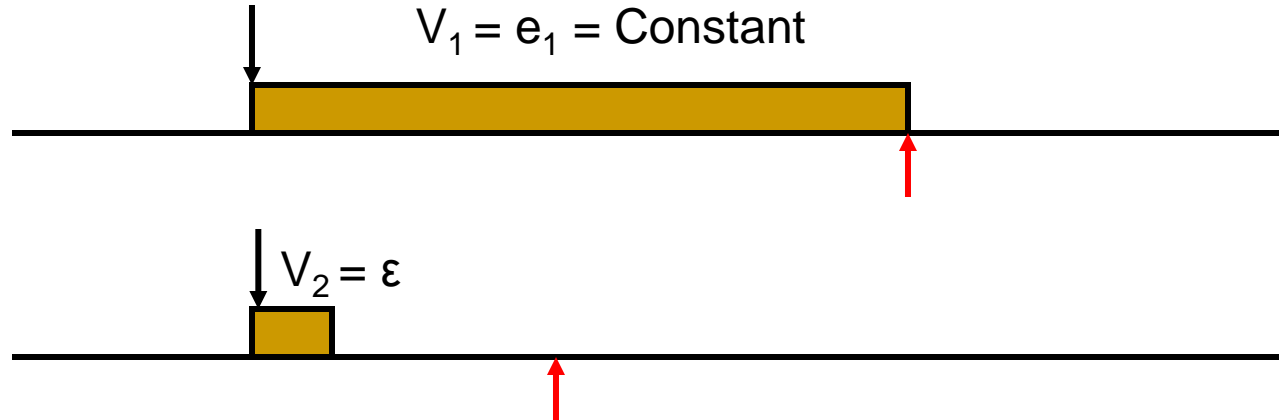 V₁ = e₁ = Constant
V₂ = ε